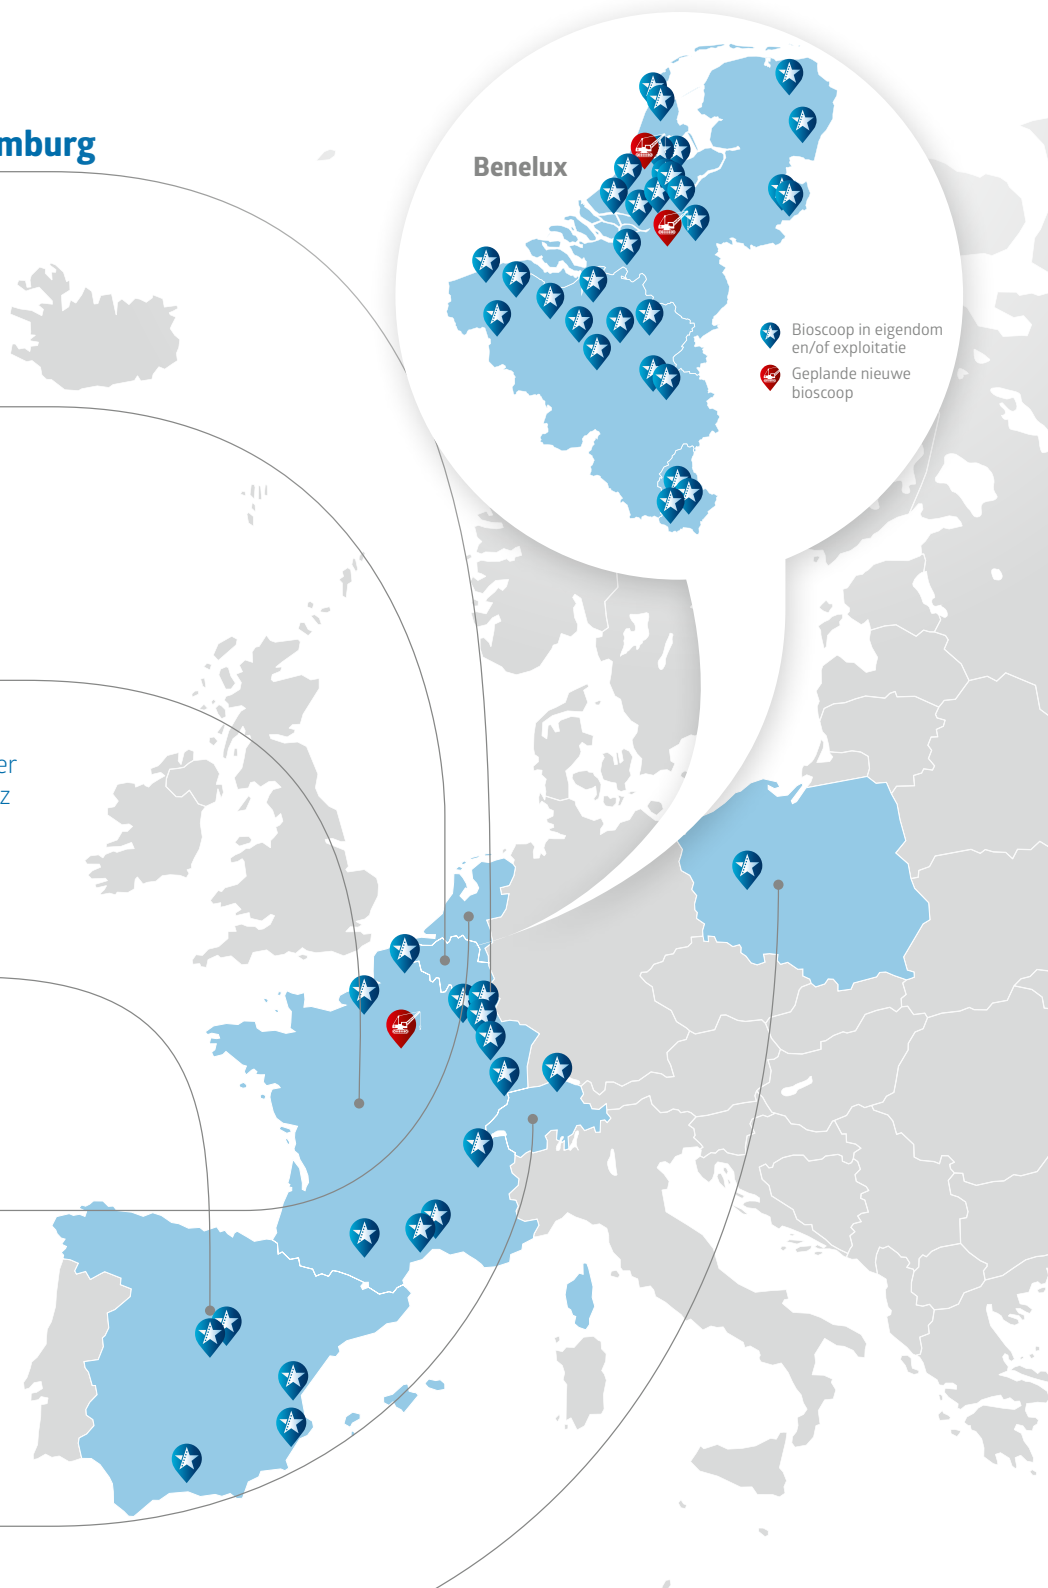 mburg
Benelux
Bioscoop in eigendom
en/of exploitatie
Geplande nieuwe
bioscoop
er
z